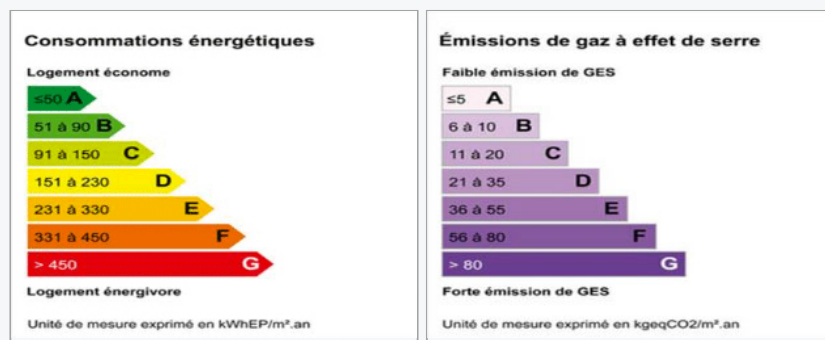 Consommations énergétiques
Logement économe
≤50 A
51 à 90 B
91 à 150 C
151 à 230 D
231 à 330 E
331 à 450 F
> 450 G
Logement énergivore
Unité de mesure exprimé en kWhEP/m².an
Émissions de gaz à effet de serre
Faible émission de GES
≤5 A
6 à 10 B
11 à 20 C
21 à 35 D
36 à 55 E
56 à 80 F
> 80 G
Forte émission de GES
Unité de mesure exprimé en kgeqCO2/m².an